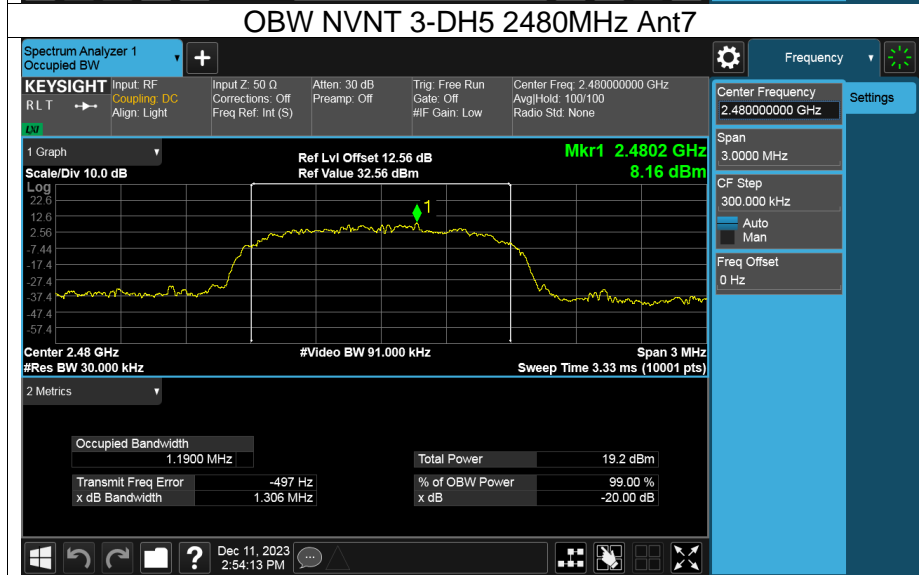 OBW NVNT 3-DH5 2480MHz Ant7
Spectrum Analyzer 1
Occupied BW
+
Frequency
KEYSIGHT
R L T
LXI
Input: RF
Coupling: DC
Align: Light
Input Z: 50 Ω
Corrections: Off
Freq Ref: Int (S)
Atten: 30 dB
Preamp: Off
Trig: Free Run
Gate: Off
#IF Gain: Low
Center Freq: 2.480000000 GHz
Avg|Hold: 100/100
Radio Std: None
Center Frequency
2.480000000 GHz
Settings
Span
3.0000 MHz
CF Step
300.000 kHz
Auto
Man
Freq Offset
0 Hz
1 Graph
Scale/Div 10.0 dB
Ref Lvl Offset 12.56 dB
Ref Value 32.56 dBm
Mkr1 2.4802 GHz
8.16 dBm
Log
22.6
12.6
2.56
-7.44
-17.4
-27.4
-37.4
-47.4
-57.4
1
Center 2.48 GHz
#Res BW 30.000 kHz
#Video BW 91.000 kHz
Span 3 MHz
Sweep Time 3.33 ms (10001 pts)
2 Metrics
Occupied Bandwidth
1.1900 MHz
Transmit Freq Error -497 Hz
x dB Bandwidth 1.306 MHz
Total Power 19.2 dBm
% of OBW Power 99.00 %
x dB -20.00 dB
?
Dec 11, 2023
2:54:13 PM